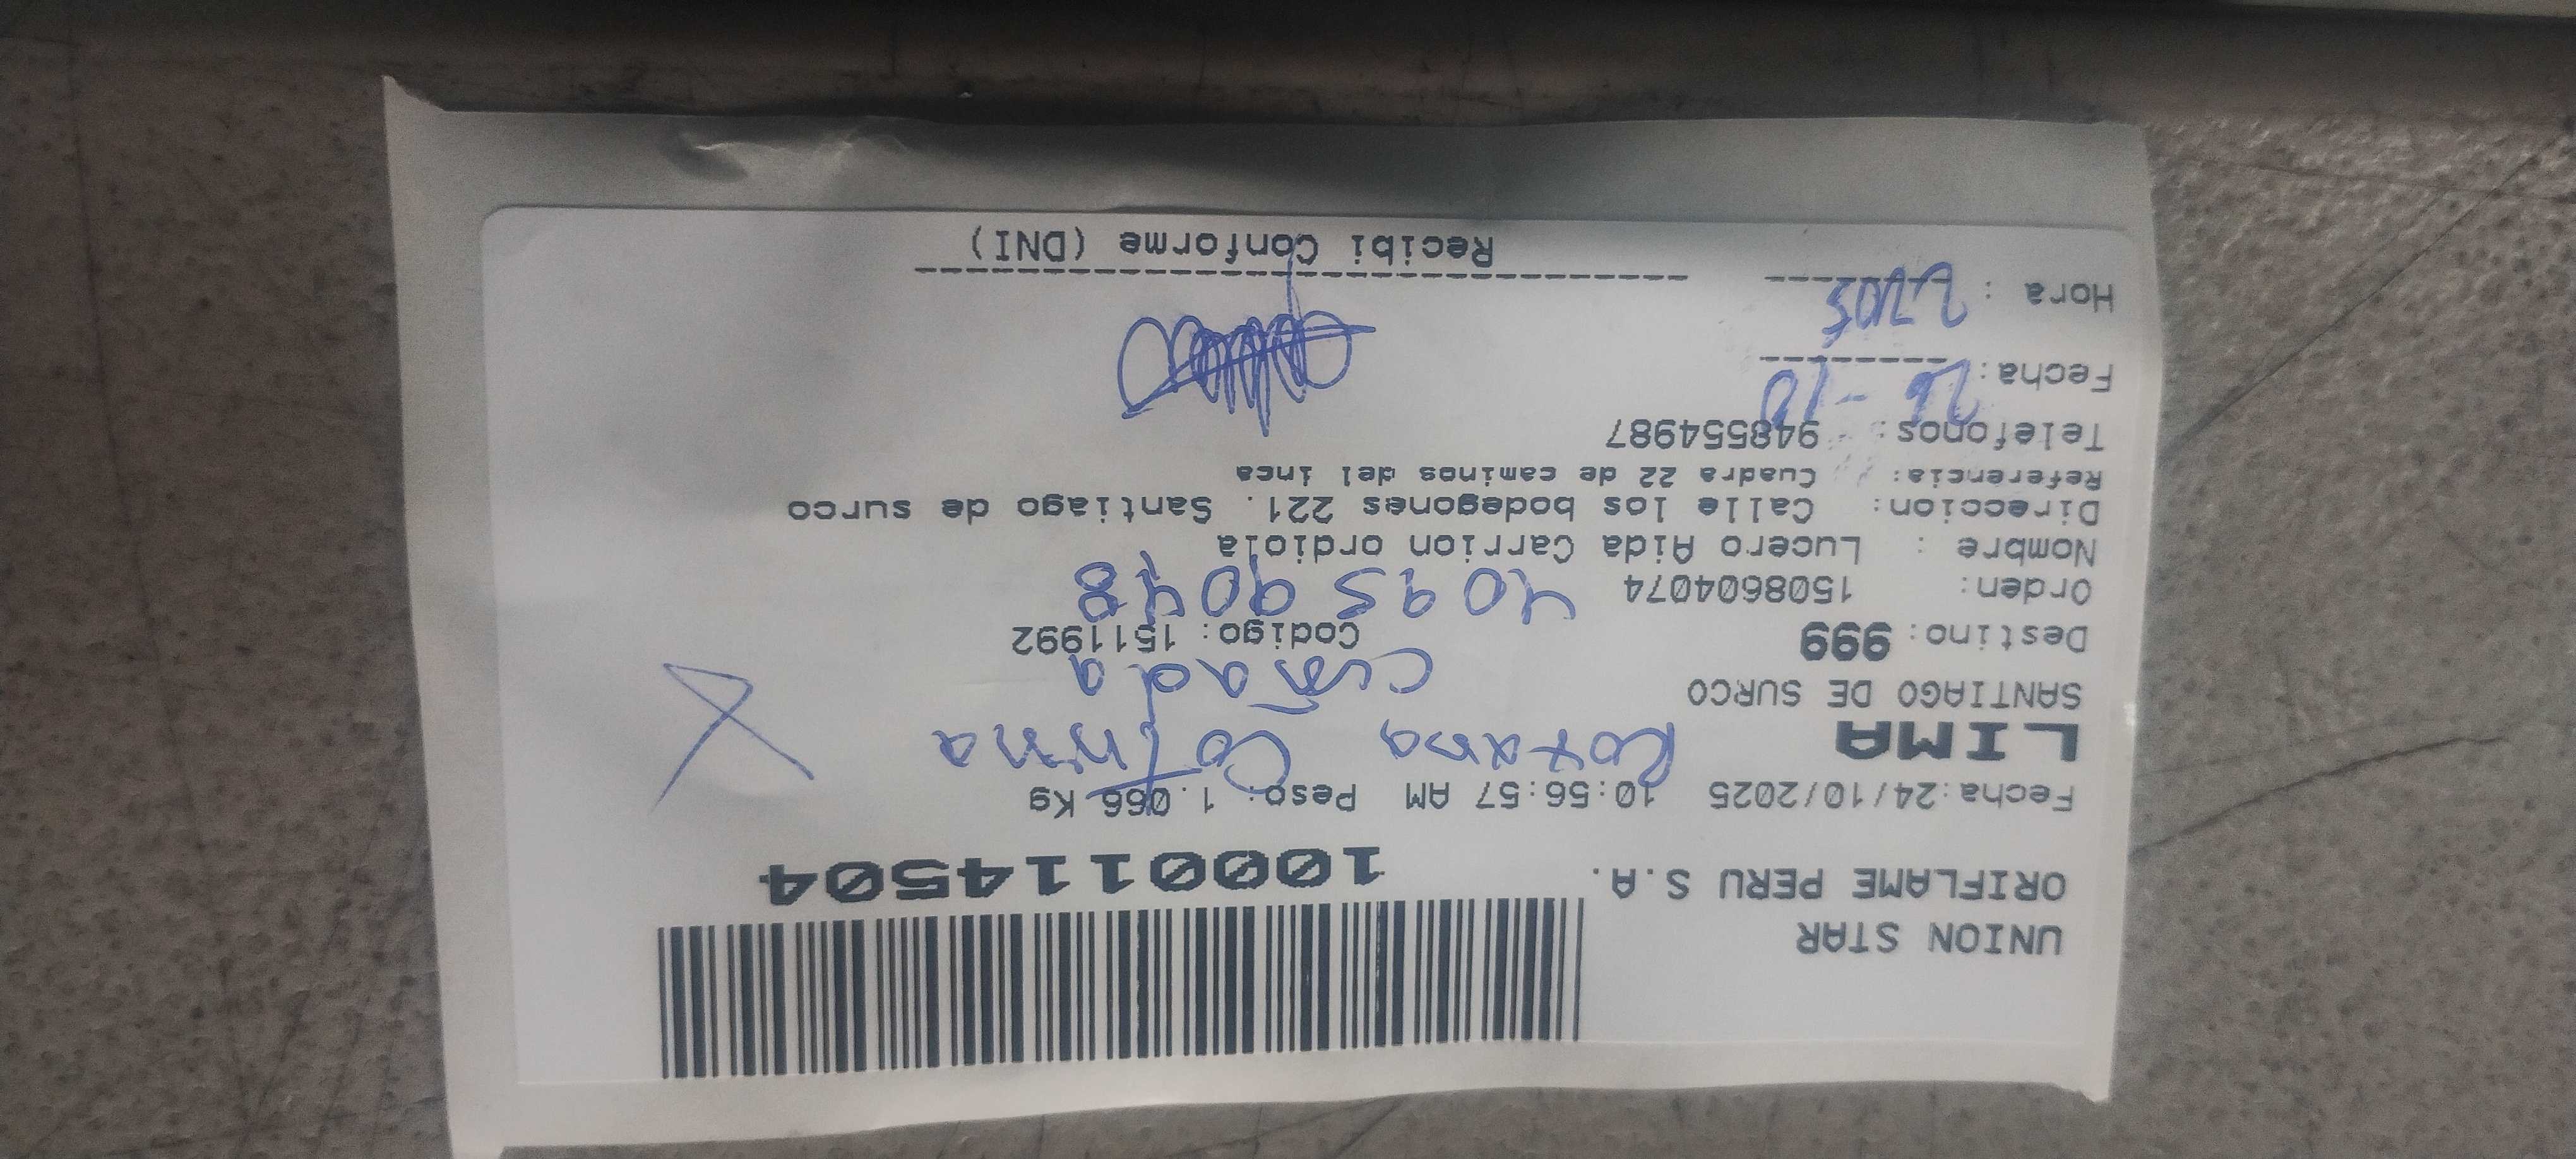 UNION STAR
ORIFLAME PERU S.A.
1000114504
Fecha:24/10/2025 10:56:57 AM Peso: 1.066 Kg
LIMA
Roxana Cotrina
SANTIAGO DE SURCO
cuñada
Destino: 999 Codigo: 1511992
40959048
Orden: 1508604074
Nombre : Lucero Aida Carrion ordiola
Direccion: Calle los bodegones 221. Santiago de surco
Referencia: Cuadra 22 de caminos del inca
Telefonos: 948554987
Fecha: 26-10
Hora :
Recibi Conforme (DNI)